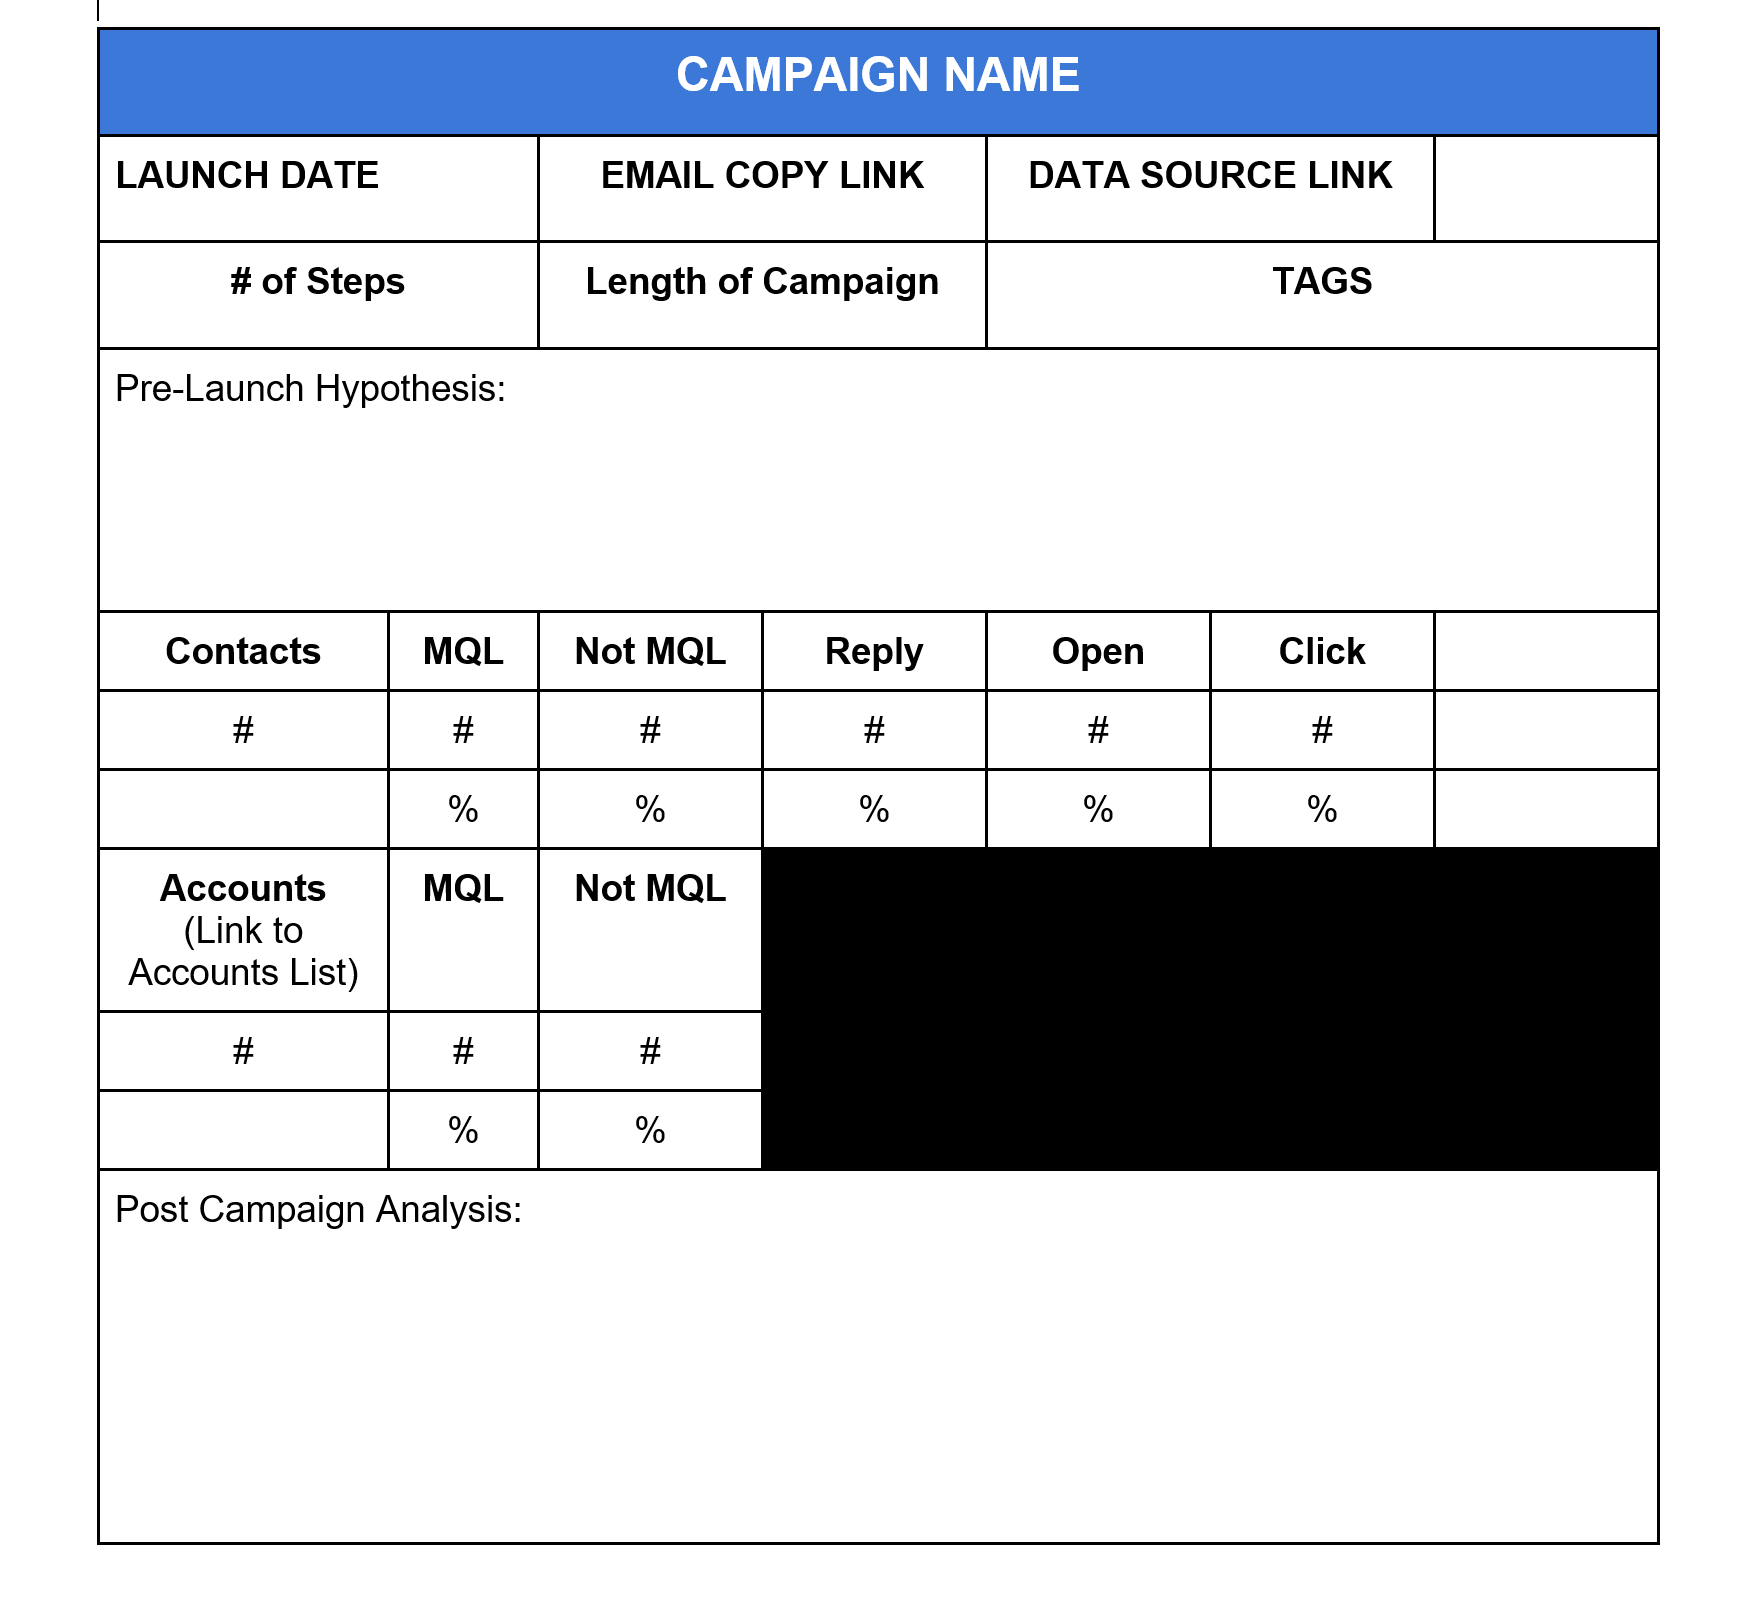 CAMPAIGN NAME
LAUNCH DATE EMAIL COPY LINK DATA SOURCE LINK
# of Steps Length of Campaign TAGS
Pre-Launch Hypothesis:
Contacts MQL Not MQL Reply Open Click
# # # # # #
% % % % %
Accounts MQL Not MQL
(Link to
Accounts List)
# # #
% %
Post Campaign Analysis: